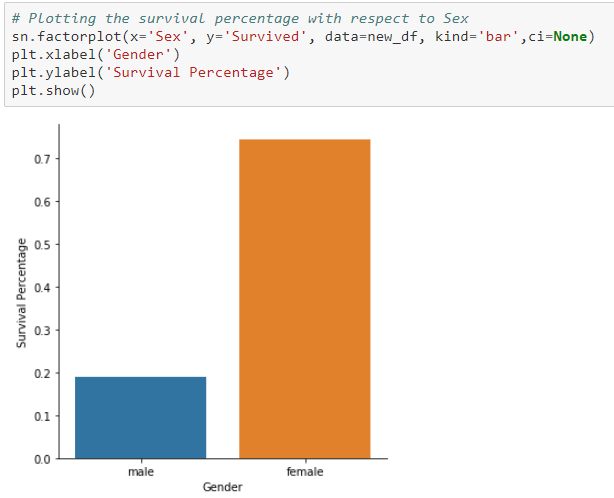 # Plotting the survival percentage with respect to Sex
sn.factorplot(x='Sex', y='Survived', data=new_df, kind='bar',ci=None)
plt.xlabel('Gender')
plt.ylabel('Survival Percentage')
plt.show()
0.7
0.6
0.5
0.4
0.3
0.2
0.1
0.0
Survival Percentage
male female
Gender